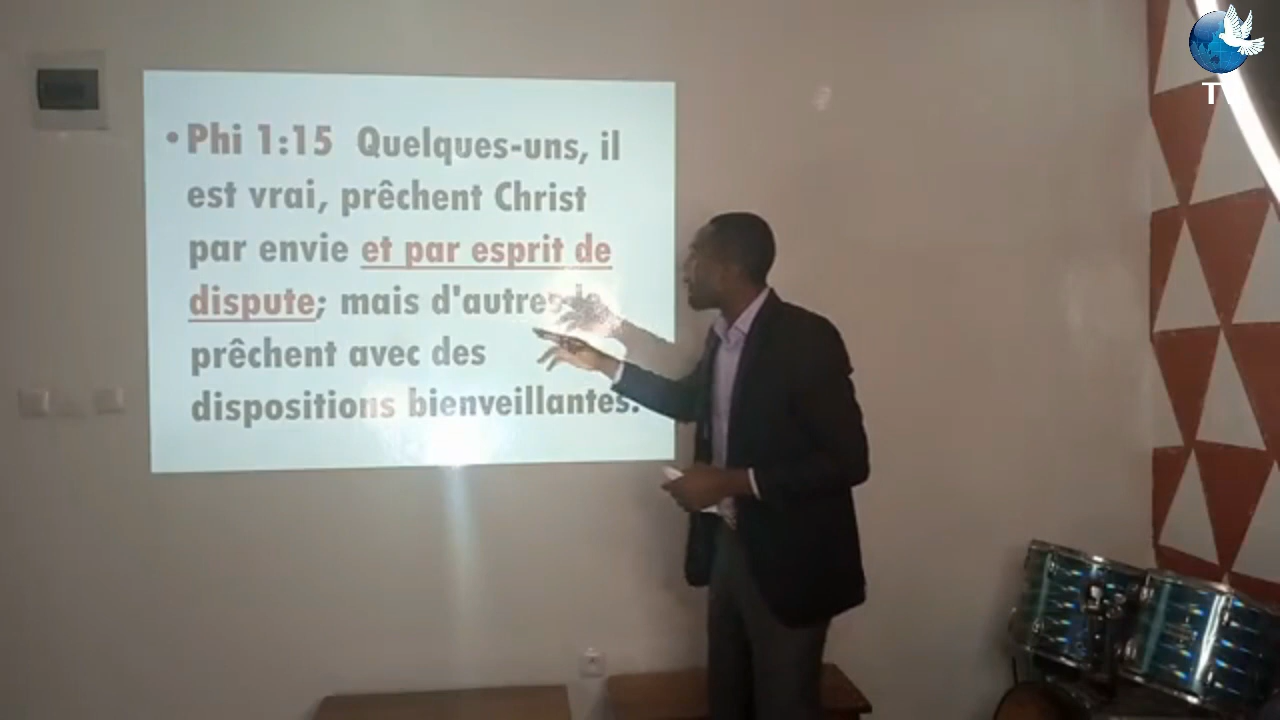 • Phi 1:15 Quelques-uns, il
est vrai, prêchent Christ
par envie et par esprit de
dispute; mais d'autres le
prêchent avec des
dispositions bienveillantes.